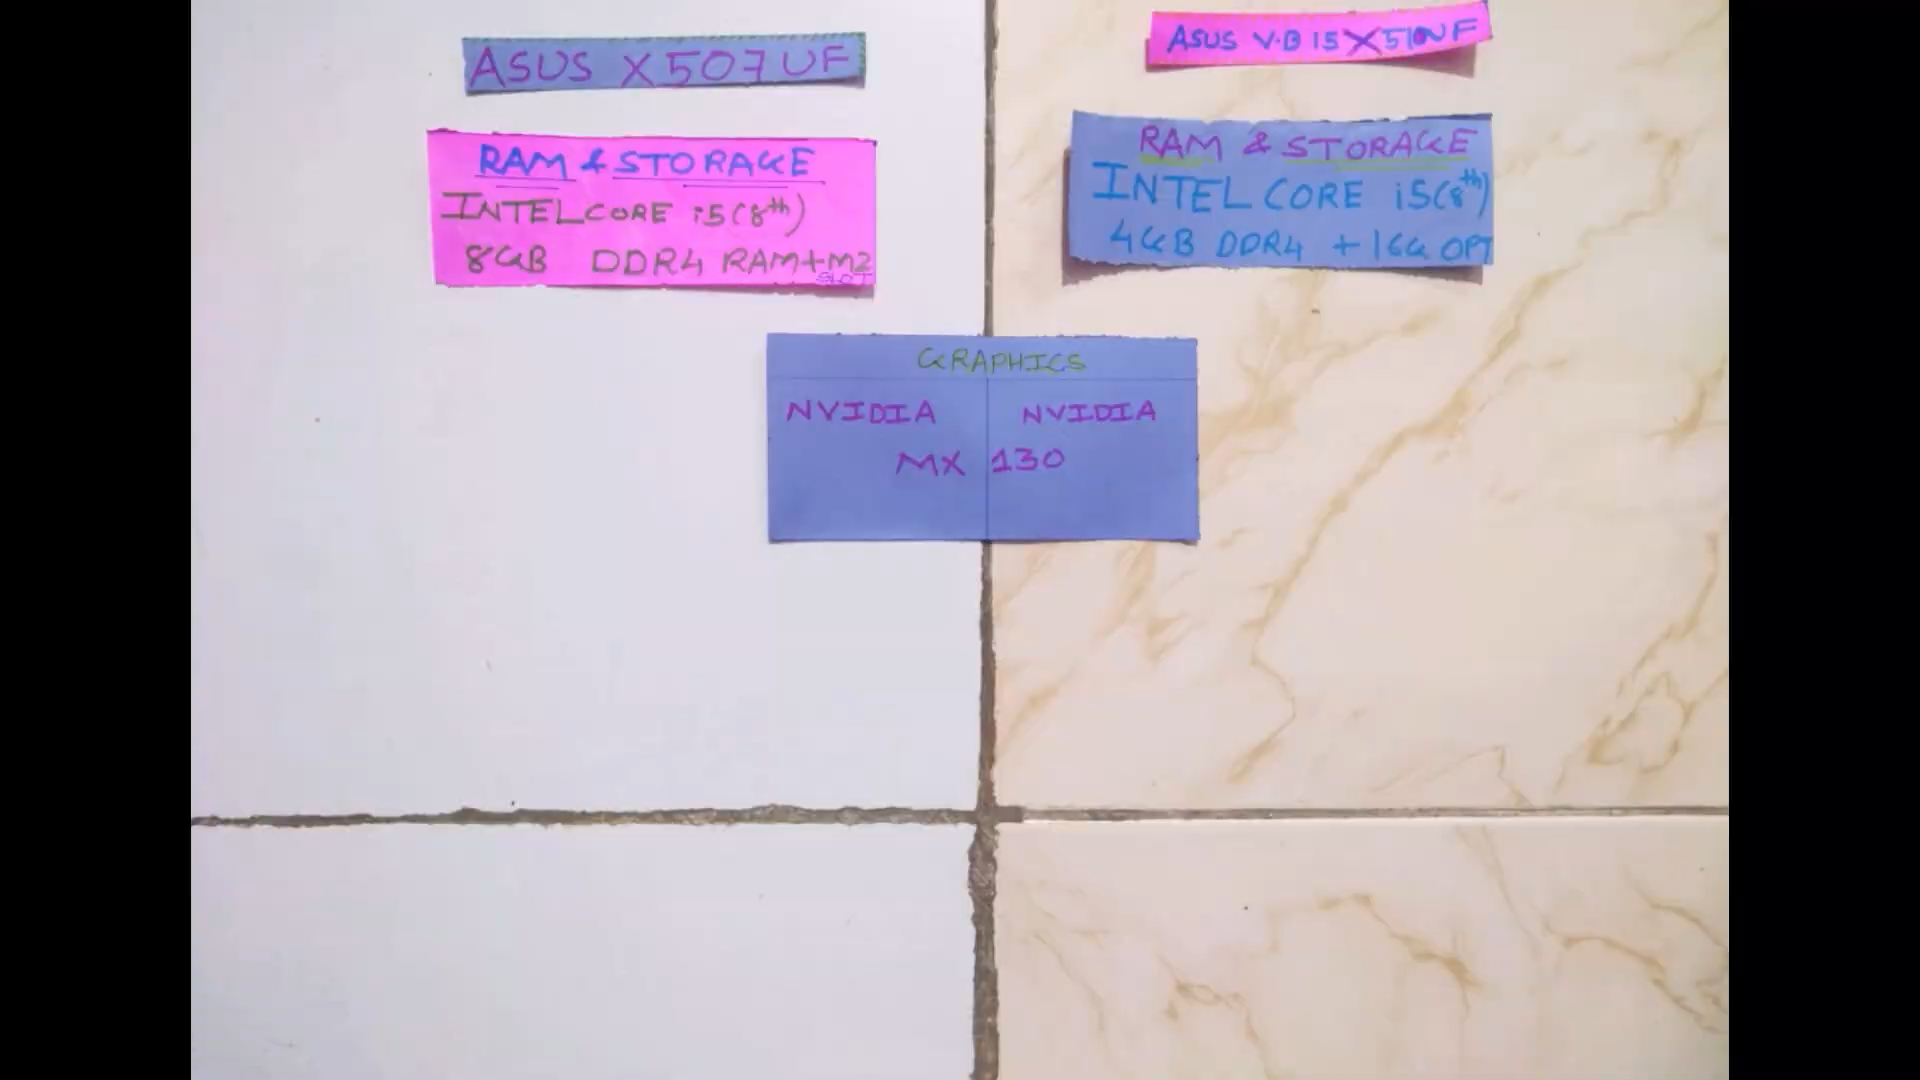 ASUS X507UF
ASUS V.B 15 X510UF
RAM & STORAGE
INTEL CORE i5(8th)
8GB DDR4 RAM+M2
SLOT
RAM & STORAGE
INTEL CORE i5(8th)
4GB DDR4 +16G OPT
GRAPHICS
NVIDIA NVIDIA
MX 130